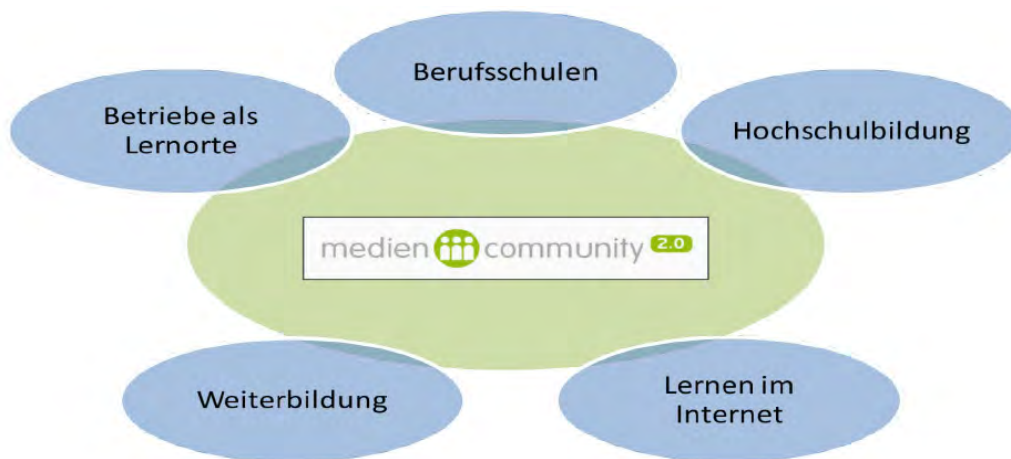 Berufsschulen
Betriebe als
Lernorte
Hochschulbildung
medien community 2.0
Weiterbildung
Lernen im
Internet